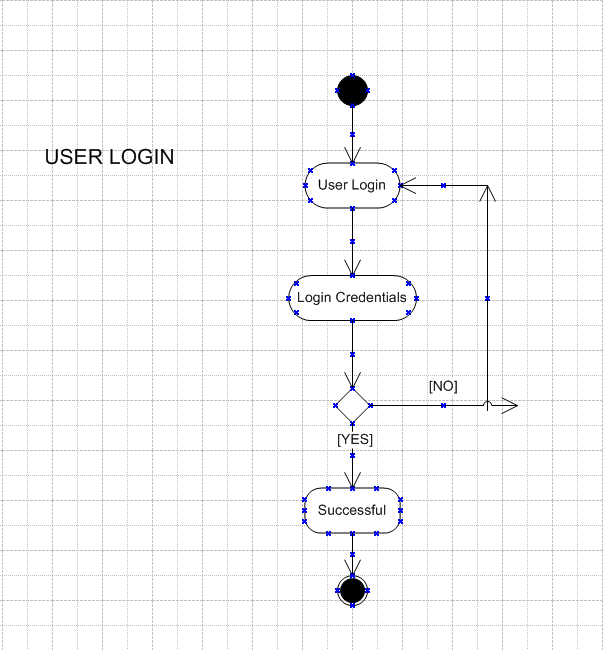 USER LOGIN
User Login
Login Credentials
[NO]
[YES]
Successful